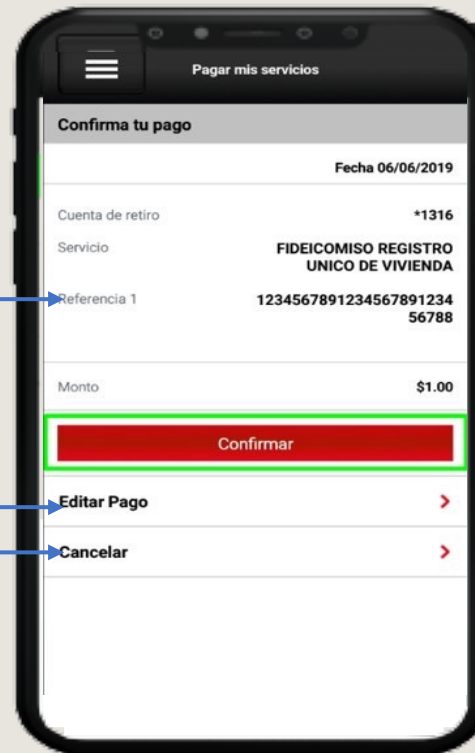 Pagar mis servicios
Confirma tu pago
Fecha 06/06/2019
Cuenta de retiro *1316
Servicio FIDEICOMISO REGISTRO
UNICO DE VIVIENDA
Referencia 1 1234567891234567891234
56788
Monto $1.00
Confirmar
Editar Pago
Cancelar